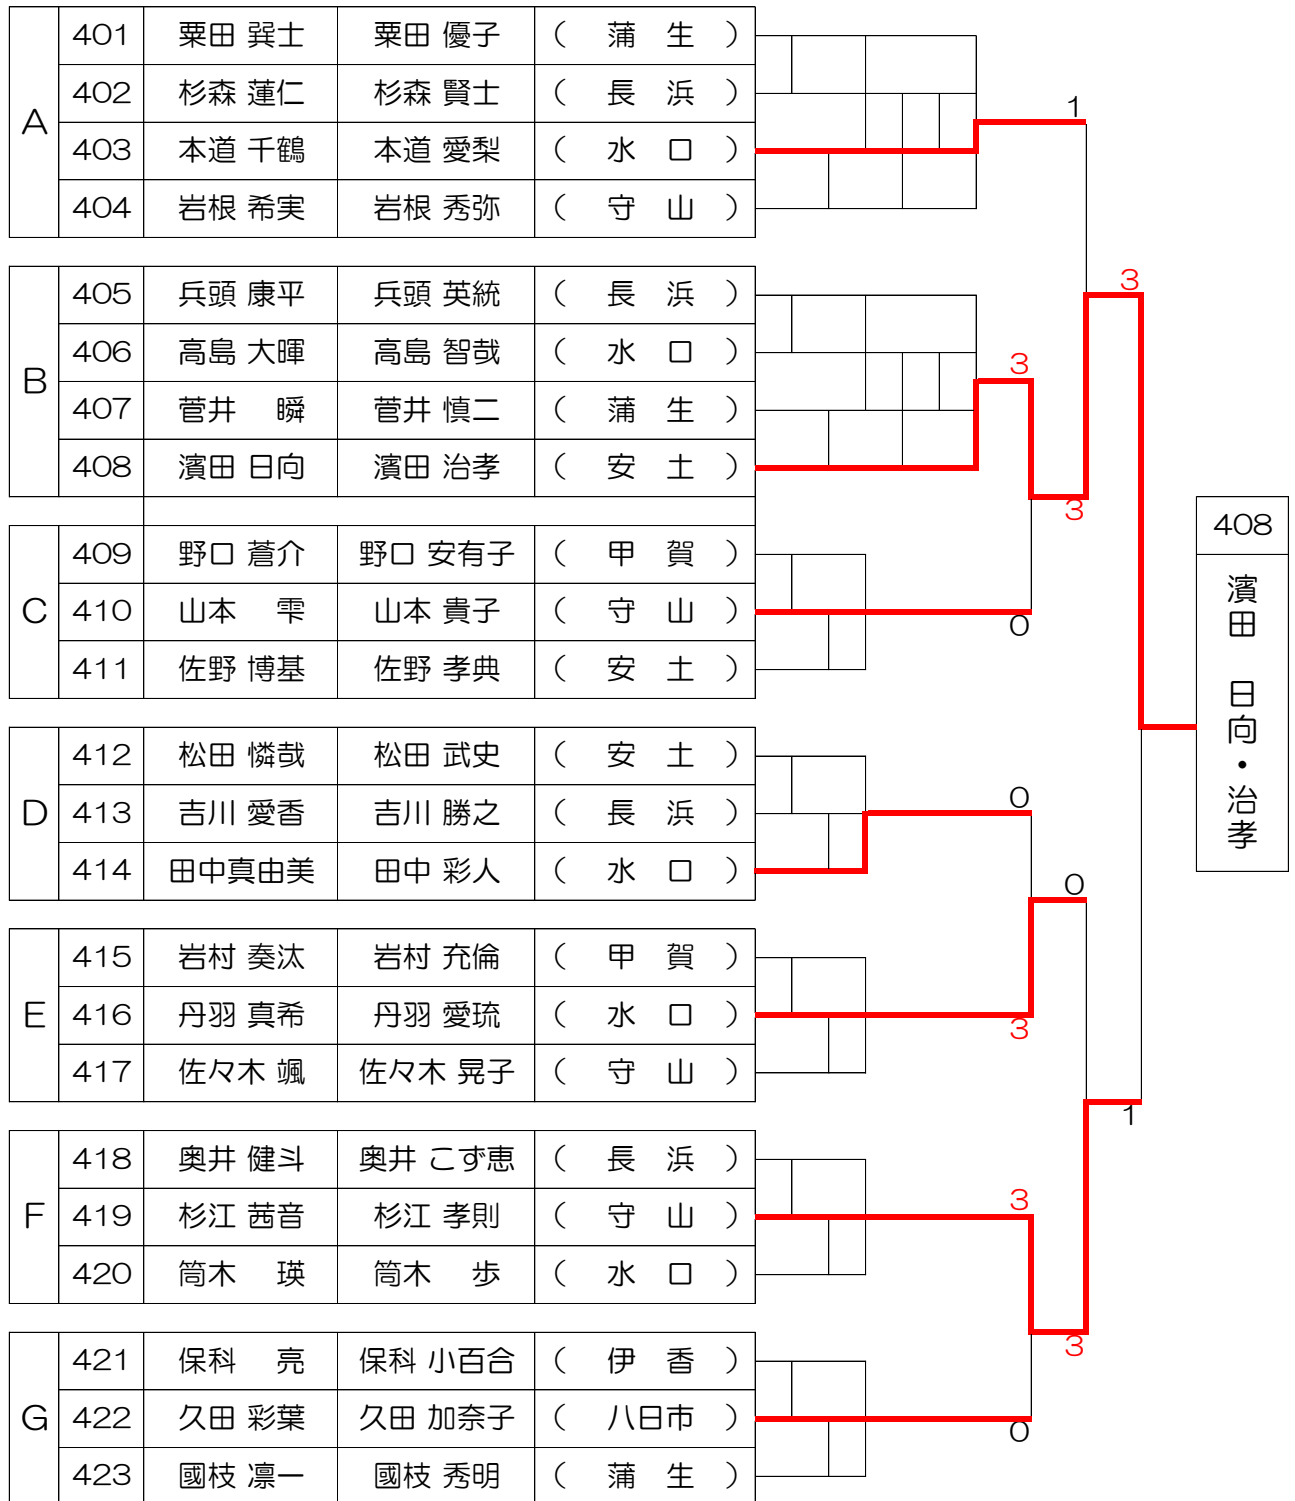 A
401 粟田 巽士 粟田 優子 ( 蒲 生 )
402 杉森 蓮仁 杉森 賢士 ( 長 浜 )
403 本道 千鶴 本道 愛梨 ( 水 口 )
404 岩根 希実 岩根 秀弥 ( 守 山 )
1
B
405 兵頭 康平 兵頭 英統 ( 長 浜 )
406 高島 大暉 高島 智哉 ( 水 口 )
407 菅井 瞬 菅井 慎二 ( 蒲 生 )
408 濱田 日向 濱田 治孝 ( 安 土 )
3
3
3
C
409 野口 蒼介 野口 安有子 ( 甲 賀 )
410 山本 雫 山本 貴子 ( 守 山 )
411 佐野 博基 佐野 孝典 ( 安 土 )
0
408
濱田 日向・治孝
D
412 松田 憐哉 松田 武史 ( 安 土 )
413 吉川 愛香 吉川 勝之 ( 長 浜 )
414 田中真由美 田中 彩人 ( 水 口 )
0
0
E
415 岩村 奏汰 岩村 充倫 ( 甲 賀 )
416 丹羽 真希 丹羽 愛琉 ( 水 口 )
417 佐々木 颯 佐々木 晃子 ( 守 山 )
3
1
F
418 奥井 健斗 奥井 こず恵 ( 長 浜 )
419 杉江 茜音 杉江 孝則 ( 守 山 )
420 筒木 瑛 筒木 歩 ( 水 口 )
3
3
G
421 保科 亮 保科 小百合 ( 伊 香 )
422 久田 彩葉 久田 加奈子 ( 八日市 )
423 國枝 凛一 國枝 秀明 ( 蒲 生 )
0